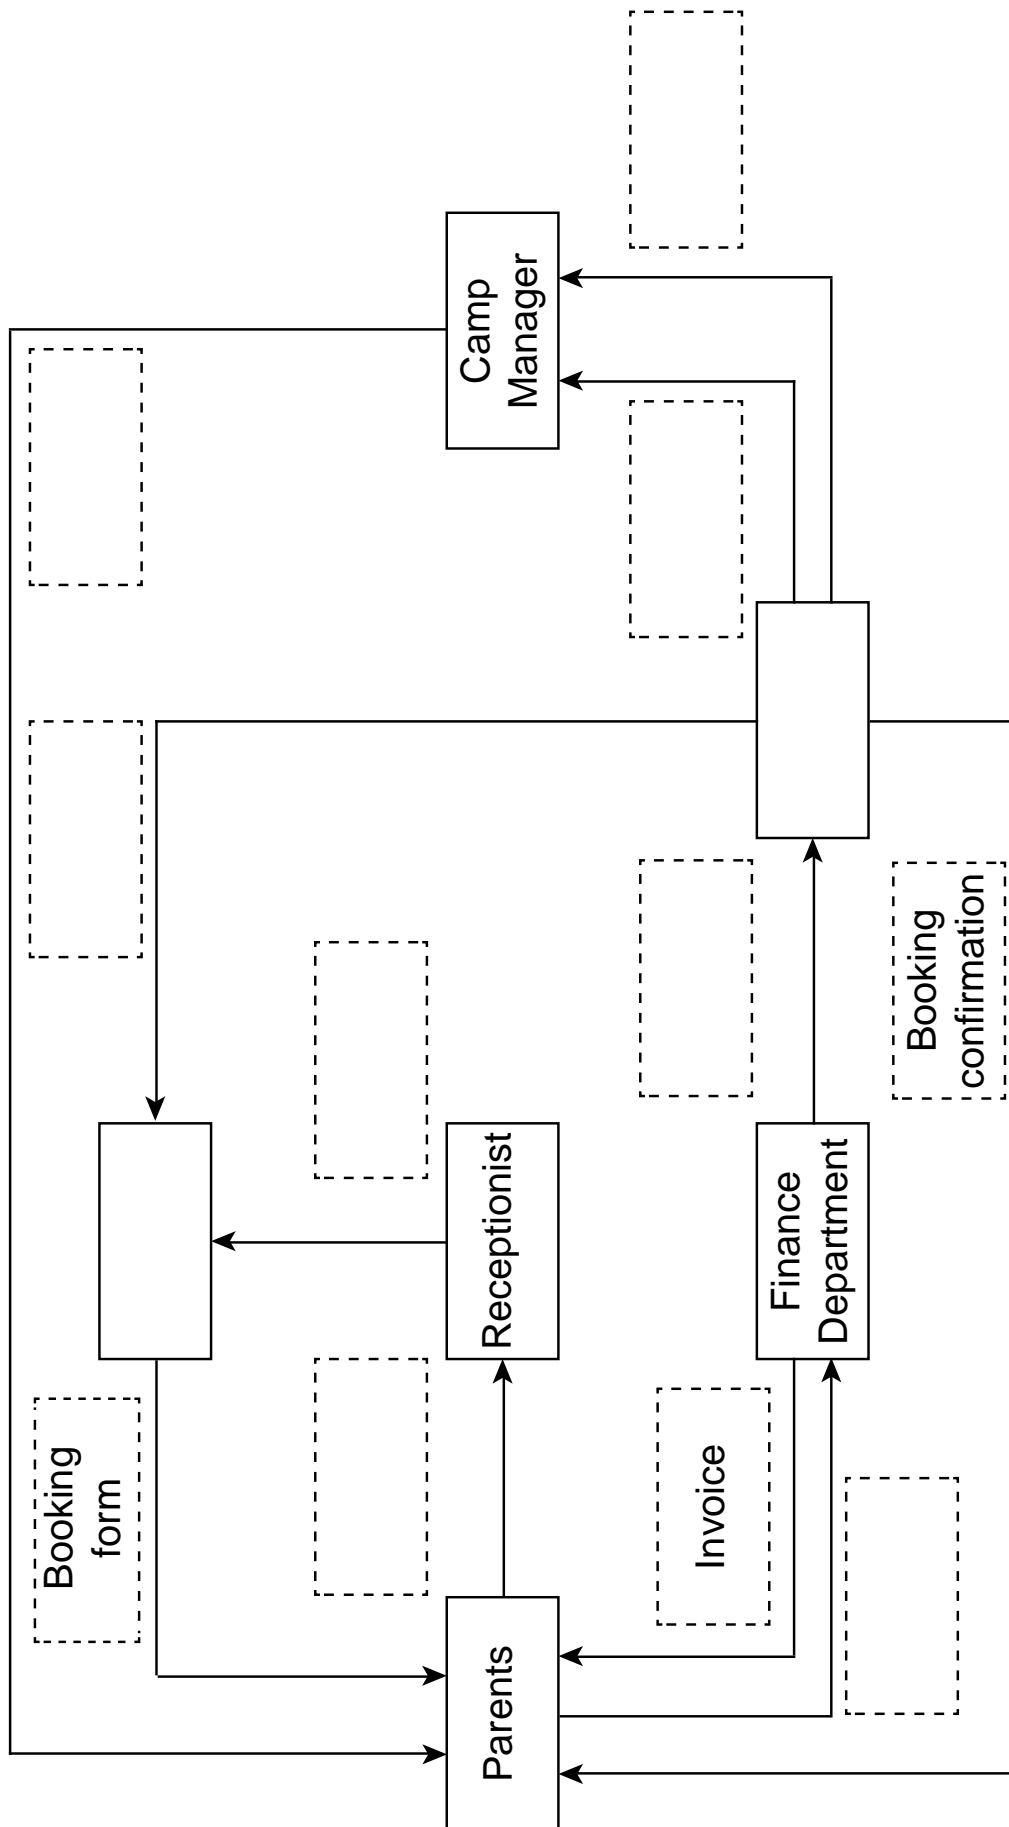 Booking
form
Parents
Receptionist
Invoice
Finance
Department
Camp
Manager
Booking
confirmation